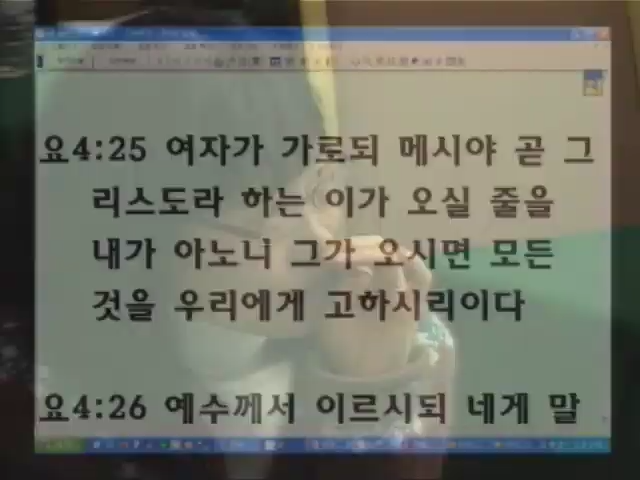 요4:25 여자가 가로되 메시야 곧 그
리스도라 하는 이가 오실 줄을
내가 아노니 그가 오시면 모든
것을 우리에게 고하시리이다
요4:26 예수께서 이르시되 네게 말